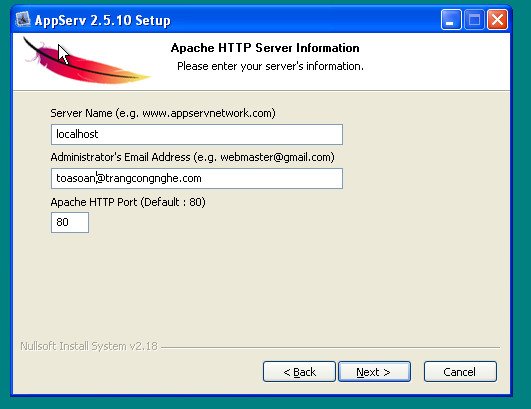 AppServ 2.5.10 Setup
Apache HTTP Server Information
Please enter your server's information.
Server Name (e.g. www.appservnetwork.com)
localhost
Administrator's Email Address (e.g. webmaster@gmail.com)
toasoan@trangcongnghe.com
Apache HTTP Port (Default : 80)
80
Nullsoft Install System v2.18
< Back
Next >
Cancel